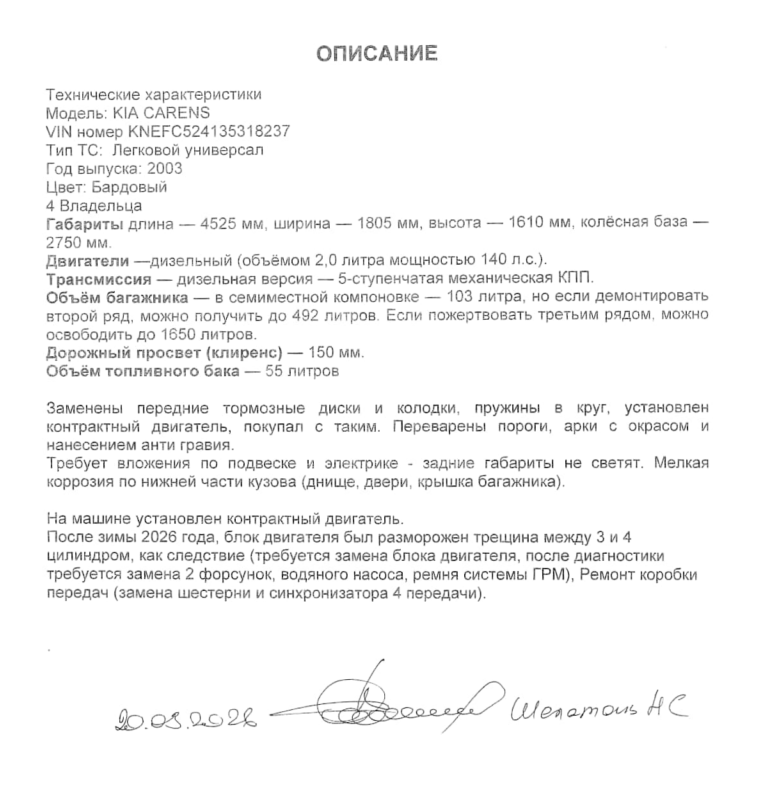 ОПИСАНИЕ
Технические характеристики
Модель: KIA CARENS
VIN номер KNEFC524135318237
Тип ТС: Легковой универсал
Год выпуска: 2003
Цвет: Бардовый
4 Владельца
Габариты длина — 4525 мм, ширина — 1805 мм, высота — 1610 мм, колёсная база —
2750 мм.
Двигатели —дизельный (объёмом 2,0 литра мощностью 140 л.с.).
Трансмиссия — дизельная версия — 5-ступенчатая механическая КПП.
Объём багажника — в семиместной компоновке — 103 литра, но если демонтировать
второй ряд, можно получить до 492 литров. Если пожертвовать третьим рядом, можно
освободить до 1650 литров.
Дорожный просвет (клиренс) — 150 мм.
Объём топливного бака — 55 литров
Заменены передние тормозные диски и колодки, пружины в круг, установлен
контрактный двигатель, покупал с таким. Переварены пороги, арки с окрасом и
нанесением анти гравия.
Требует вложения по подвеске и электрике - задние габариты не светят. Мелкая
коррозия по нижней части кузова (днище, двери, крышка багажника).
На машине установлен контрактный двигатель.
После зимы 2026 года, блок двигателя был разморожен трещина между 3 и 4
цилиндром, как следствие (требуется замена блока двигателя, после диагностики
требуется замена 2 форсунок, водяного насоса, ремня системы ГРМ), Ремонт коробки
передач (замена шестерни и синхронизатора 4 передачи).
20.03.2026